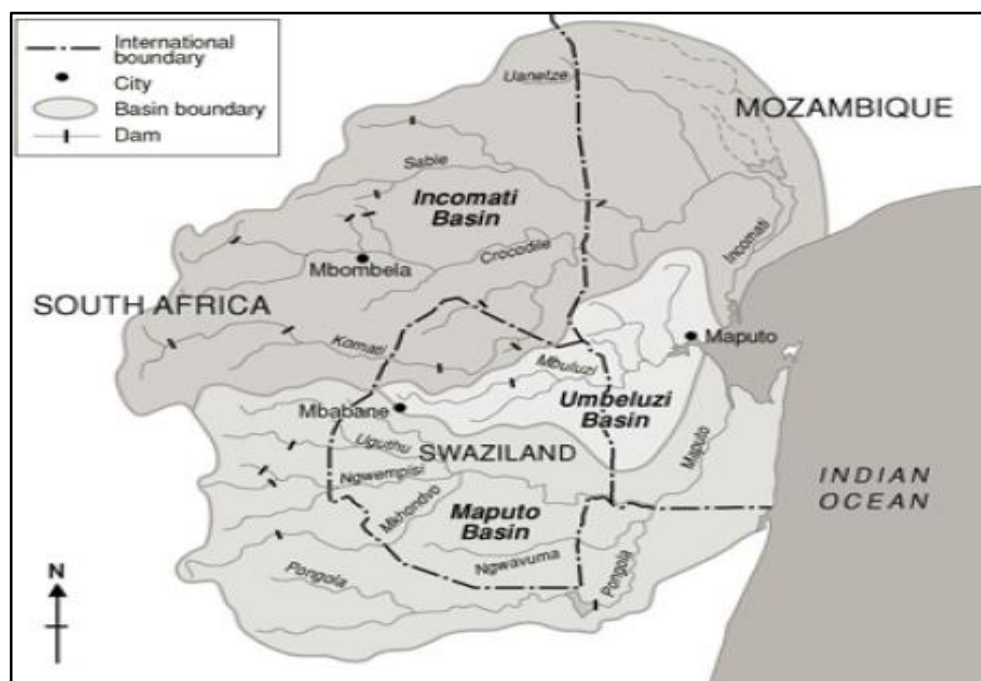 International
boundary
City
Basin boundary
Dam
Uanetze
MOZAMBIQUE
Sabie
Incomati
Basin
Incomati
Crocodile
Mbombela
SOUTH AFRICA
Komati
Maputo
Mbuluzi
Mbabane
Umbeluzi
Basin
Uguthu
SWAZILAND
Maputo
Ngwempisi
INDIAN
OCEAN
Mkhondvo
Maputo
Basin
Ngwavuma
Pongola
Pongola
N